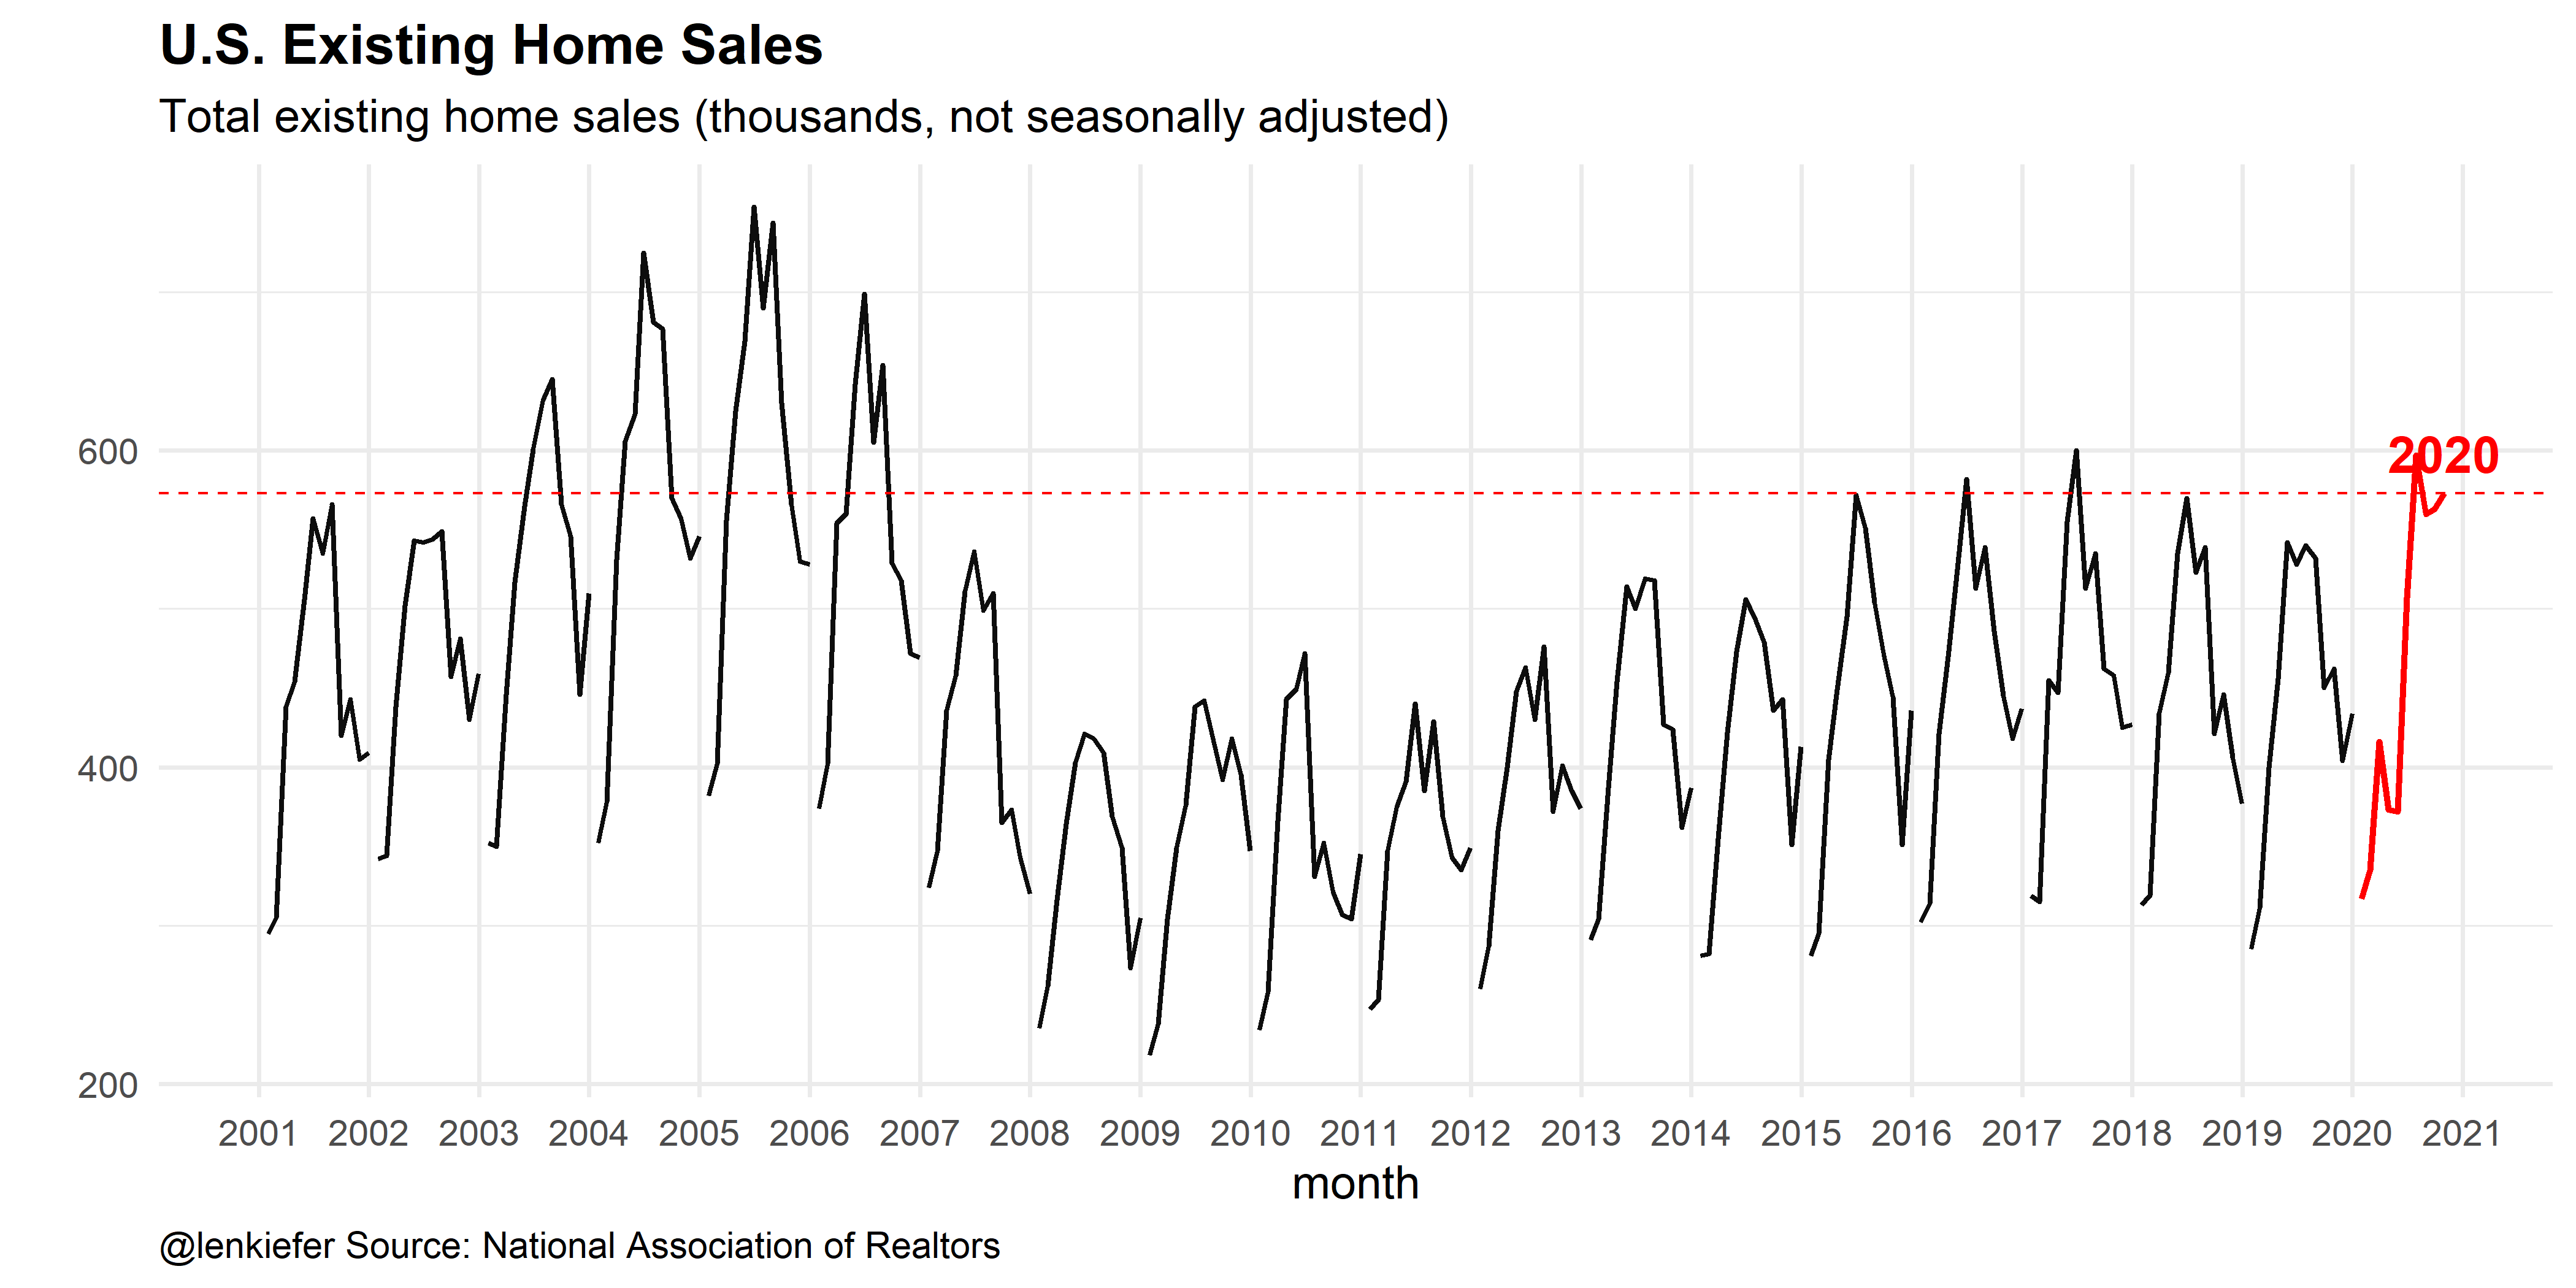 U.S. Existing Home Sales
Total existing home sales (thousands, not seasonally adjusted)
2020
600
400
200
2001 2002 2003 2004 2005 2006 2007 2008 2009 2010 2011 2012 2013 2014 2015 2016 2017 2018 2019 2020 2021
month
@lenkiefer Source: National Association of Realtors